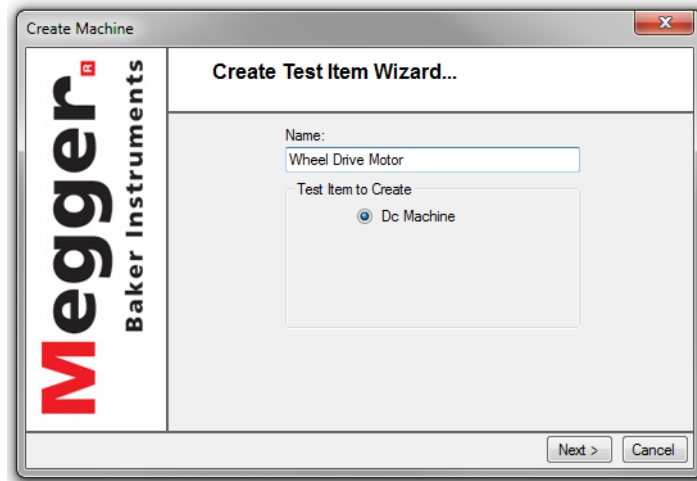 Create Machine
Megger®
Baker Instruments
Create Test Item Wizard...
Name:
Wheel Drive Motor
Test Item to Create
Dc Machine
Next >
Cancel